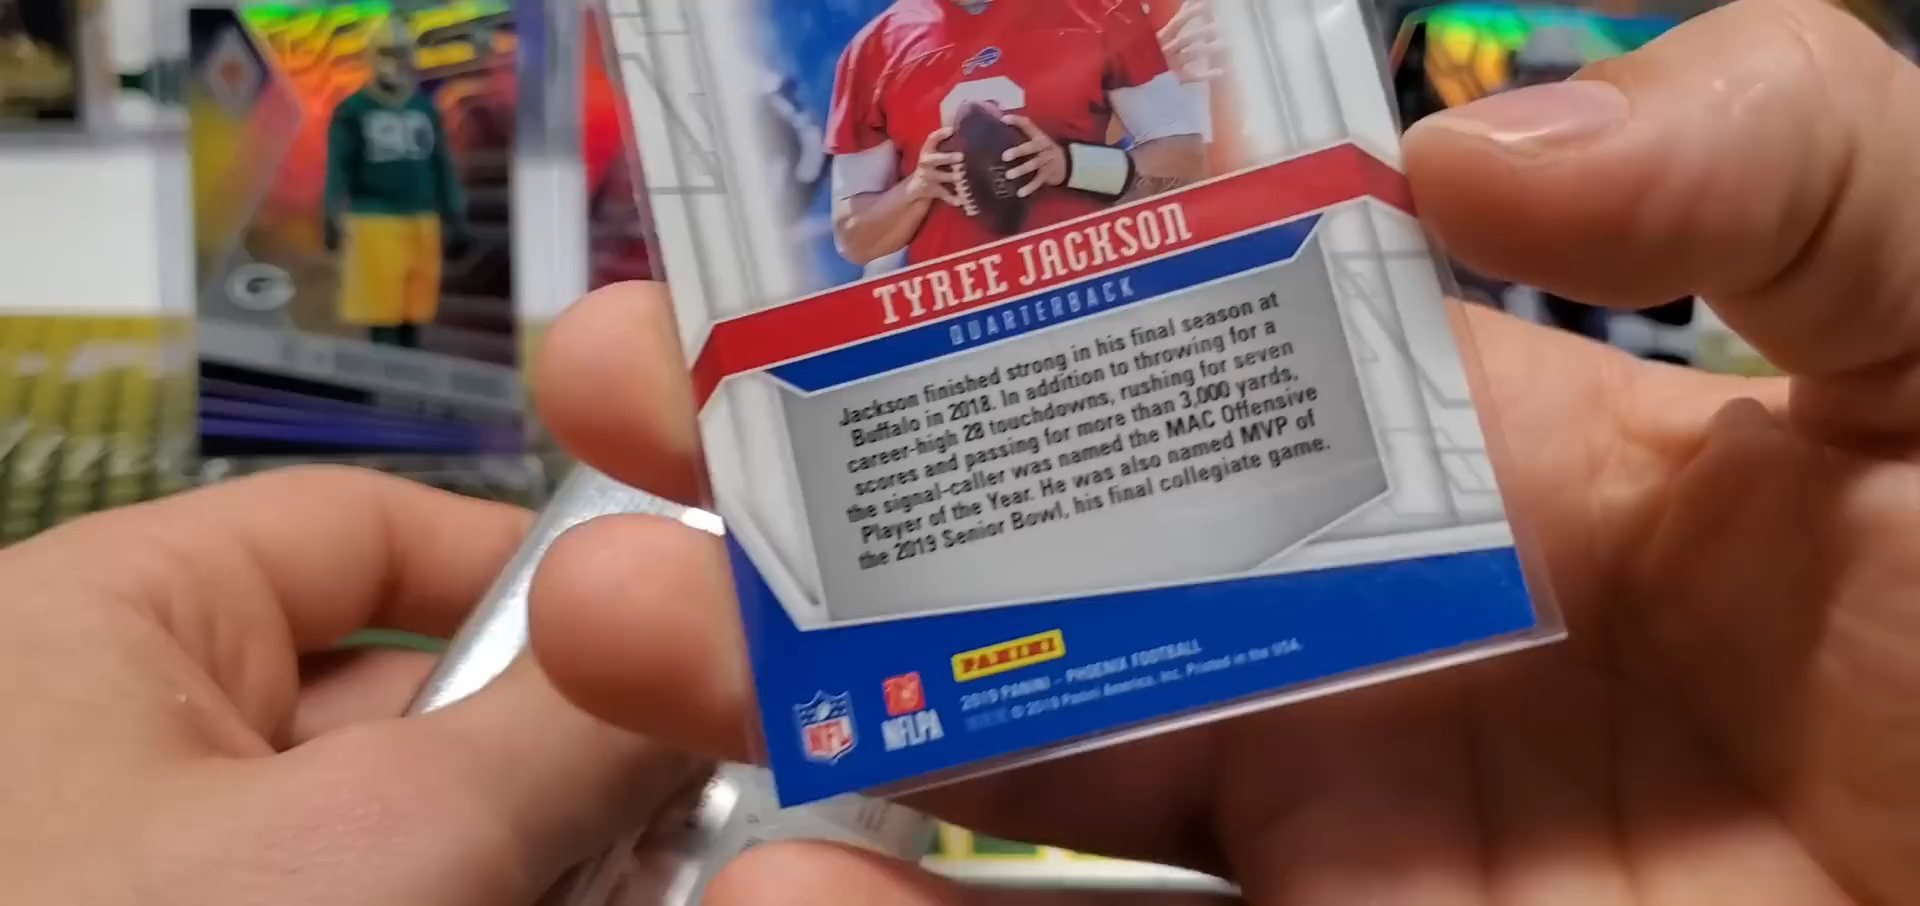 TYREE JACKSON
QUARTERBACK
Jackson finished strong in his final season at
Buffalo in 2018. In addition to throwing for a
career-high 28 touchdowns, rushing for seven
scores and passing for more than 3,000 yards,
the signal-caller was named the MAC Offensive
Player of the Year. He was also named MVP of
the 2019 Senior Bowl, his final collegiate game.
PANINI
2019 PANINI - PHOENIX FOOTBALL
© 2019 Panini America, Inc. Printed in the USA.
NFL
NFLPA
90
G